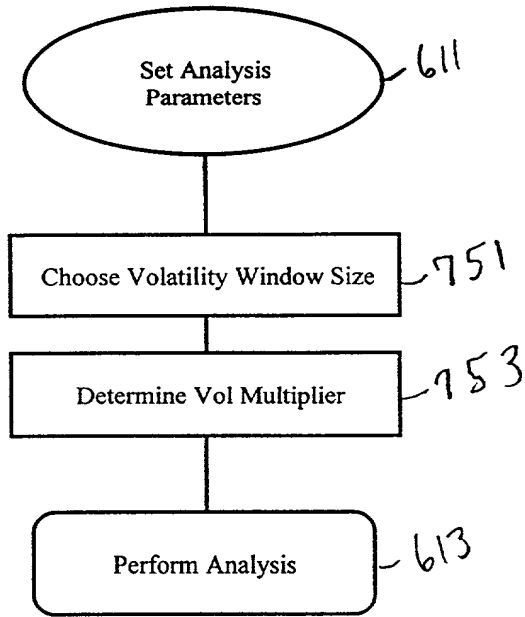 Set Analysis
Parameters
611
Choose Volatility Window Size
751
Determine Vol Multiplier
753
Perform Analysis
613